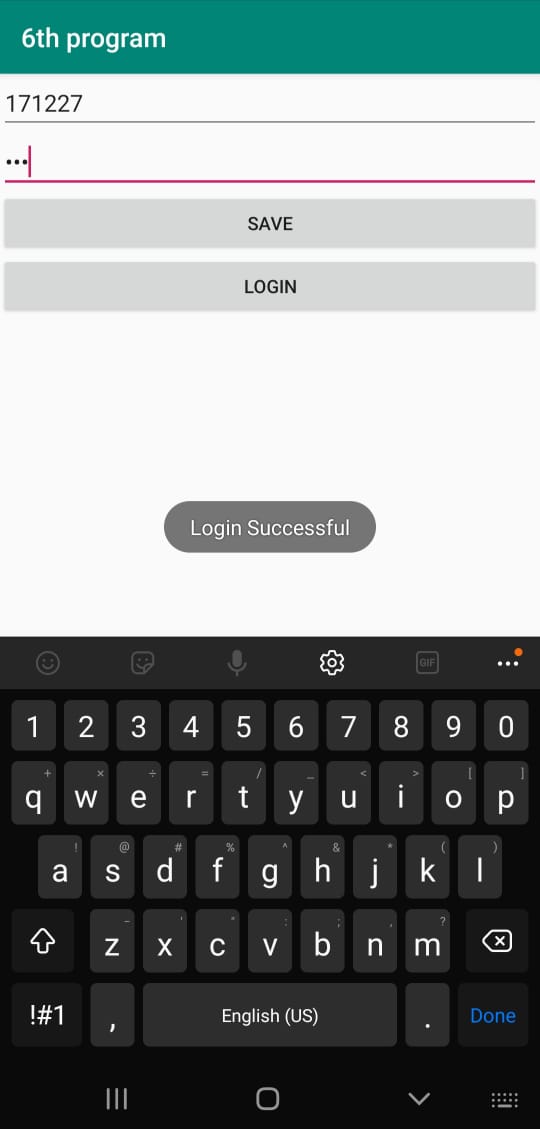 6th program
171227
•••
SAVE
LOGIN
Login Successful
GIF
1 2 3 4 5 6 7 8 9 0
+ × ÷ = / _ < > [ ]
q w e r t y u i o p
! @ # % ^ & * ( )
a s d f g h j k l
- ' " : ; , ?
z x c v b n m
!#1 , English (US) . Done